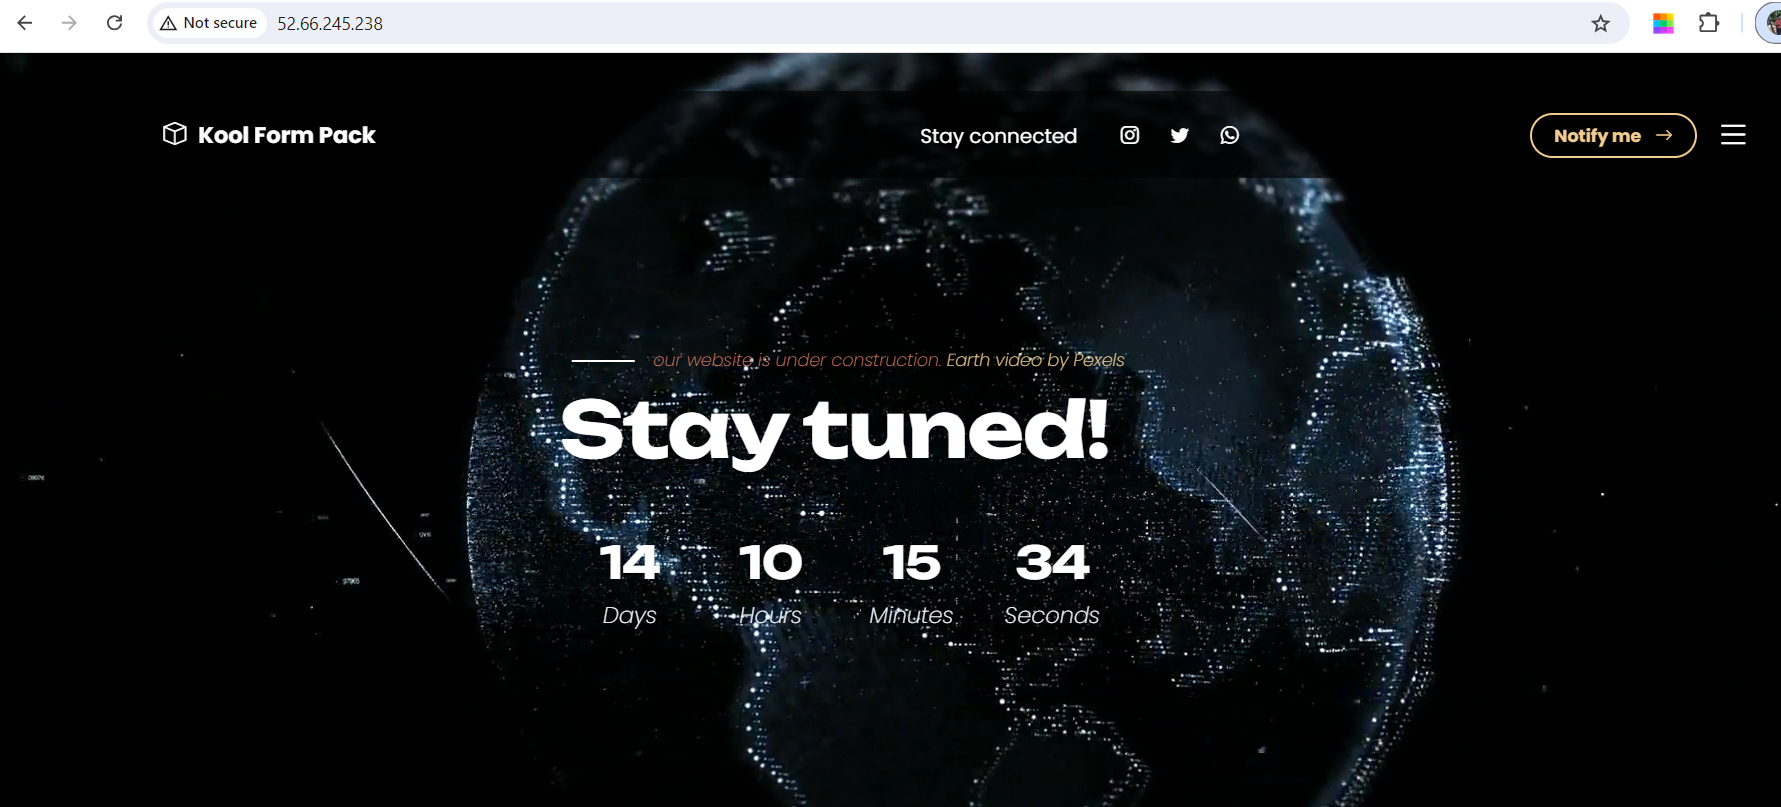 Not secure
52.66.245.238
Kool Form Pack
Stay connected
Notify me
our website is under construction. Earth video by Pexels
Stay tuned!
14 10 15 34
Days Hours Minutes Seconds